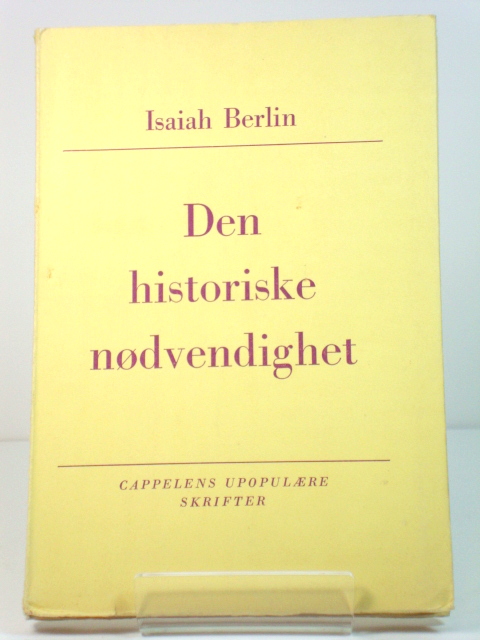 Isaiah Berlin
Den
historiske
nødvendighet
CAPPELENS UPOPULÆRE
SKRIFTER